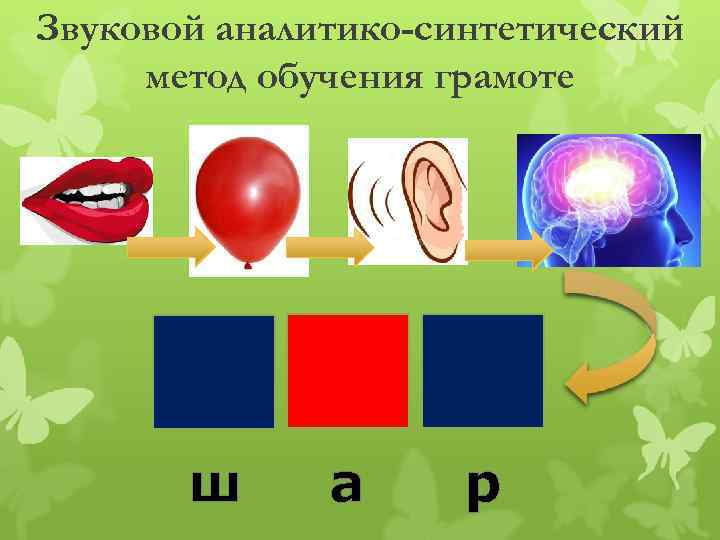 Звуковой аналитико-синтетический
метод обучения грамоте
ш а р